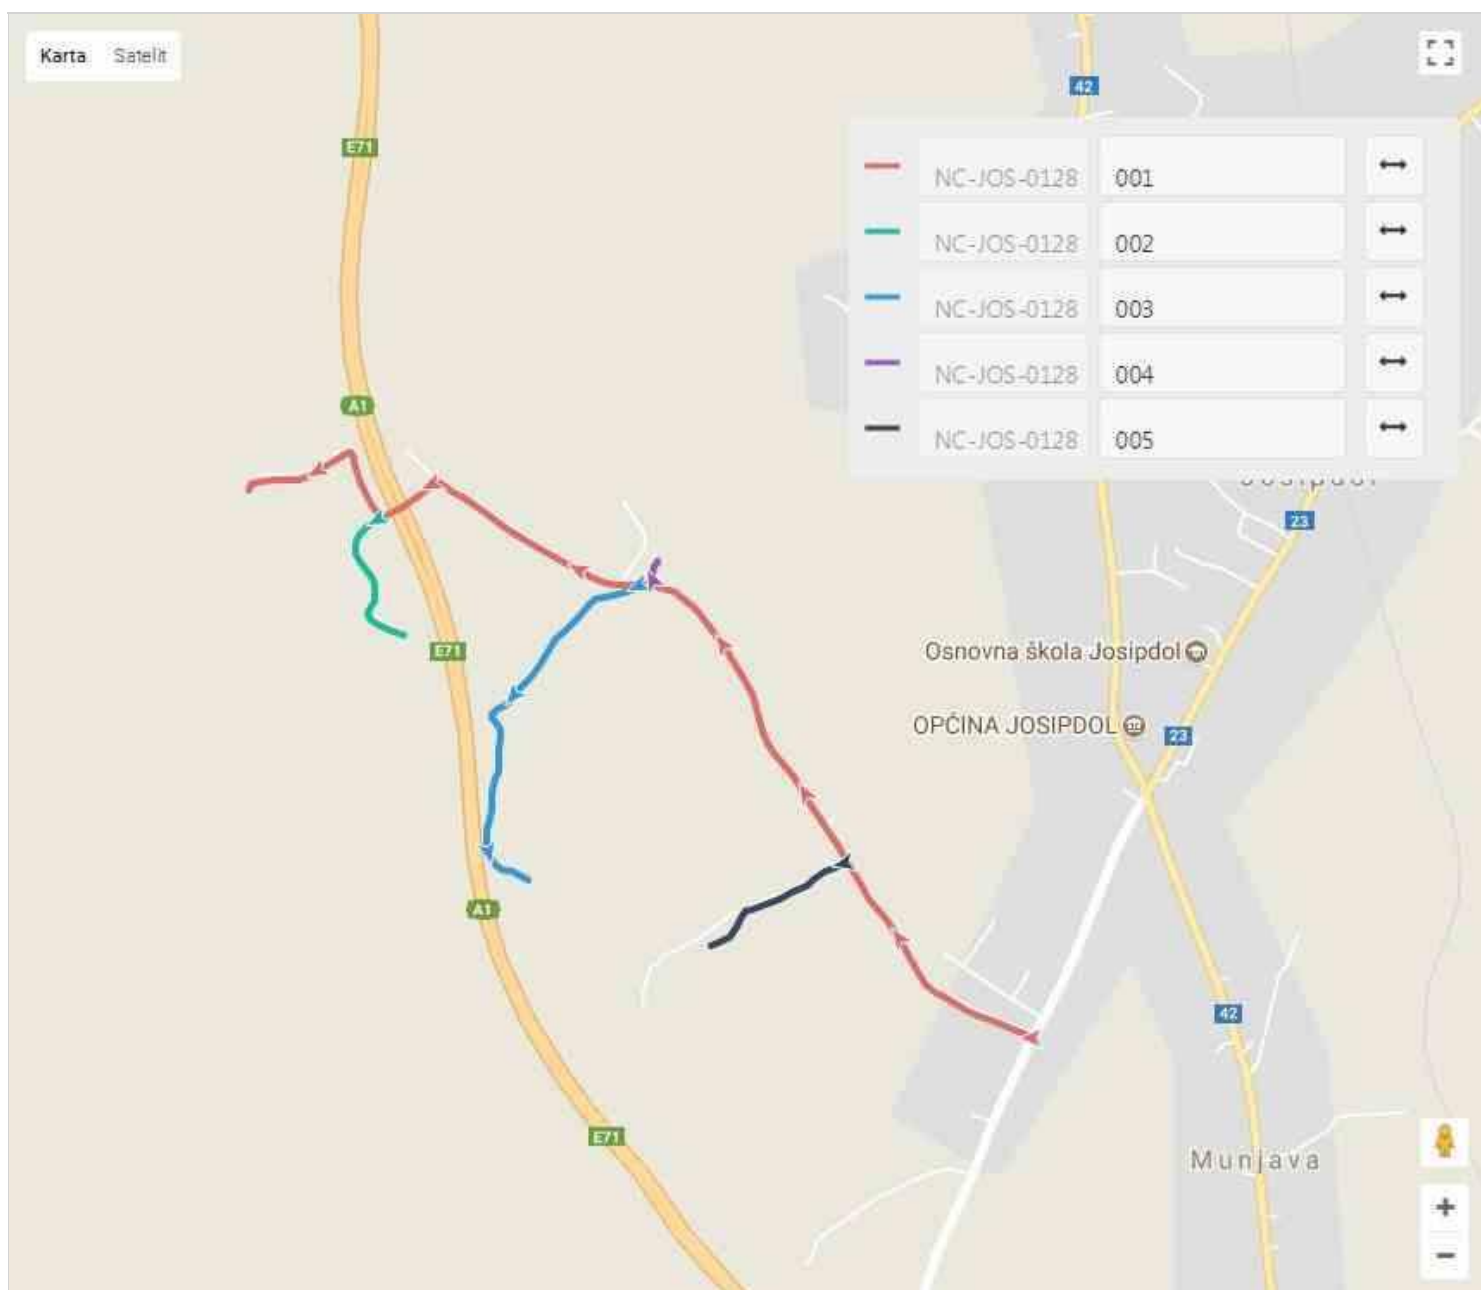 Karta Satelit
42
E71
NC-JOS-0128 001
NC-JOS-0128 002
NC-JOS-0128 003
NC-JOS-0128 004
NC-JOS-0128 005
A1
Josipdol
23
Osnovna škola Josipdol
E71
OPĆINA JOSIPDOL
23
A1
42
E71
Munjava
+
−